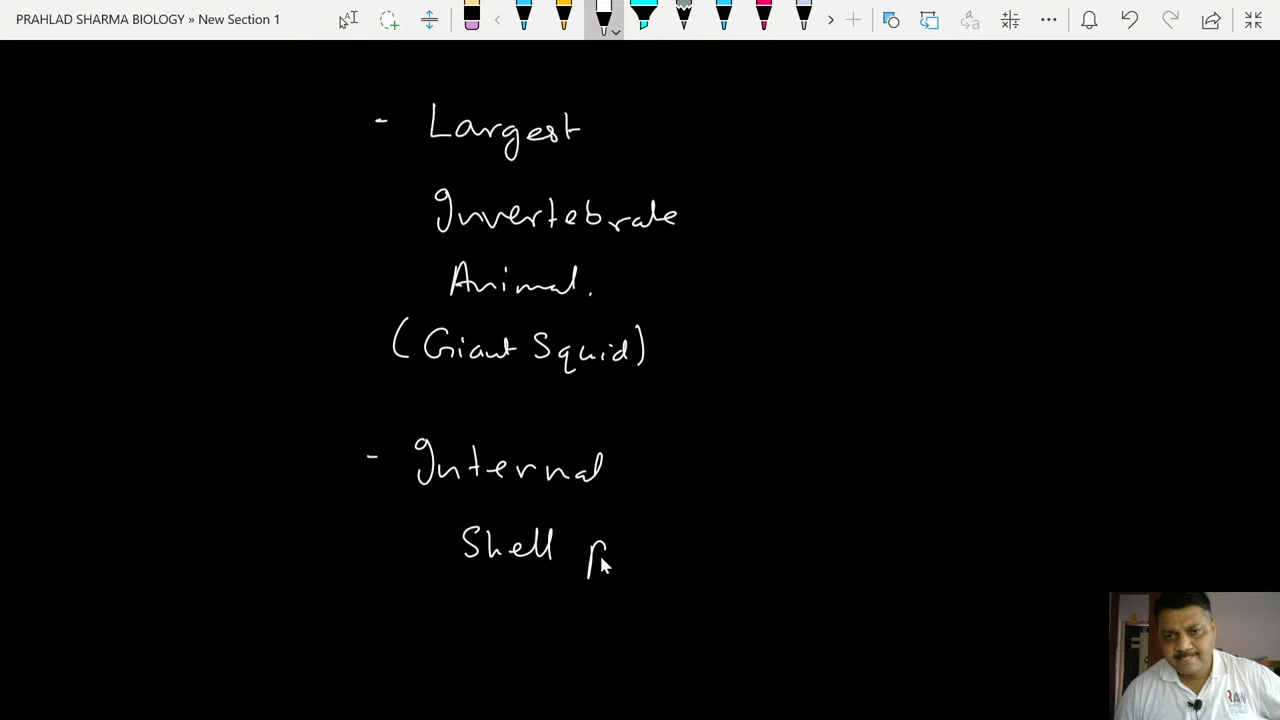 PRAHLAD SHARMA BIOLOGY » New Section 1
- Largest
Invertebrate
Animal.
(Giant Squid)
- Internal
Shell p